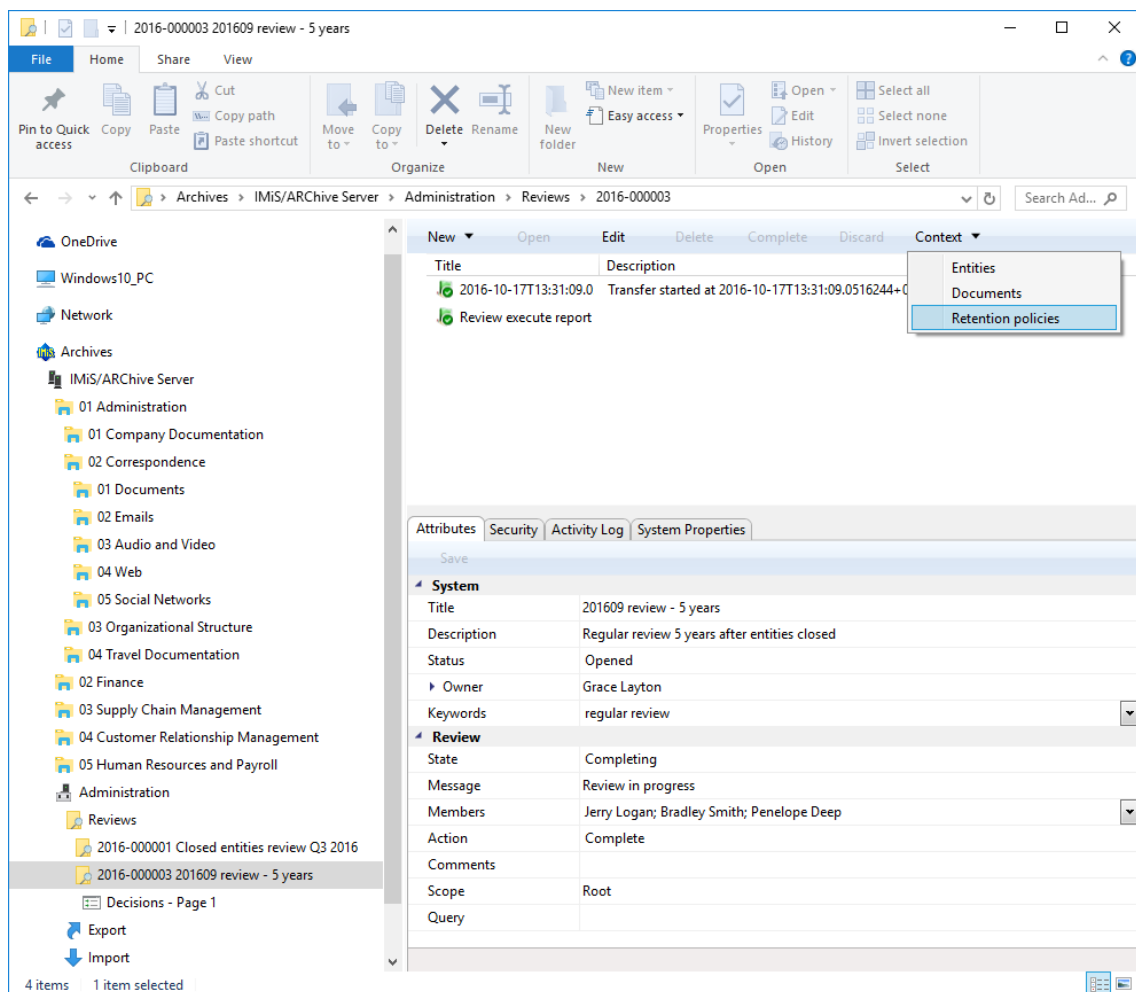 2016-000003 201609 review - 5 years
File Home Share View
Pin to Quick access
Copy
Paste
Cut
Copy path
Paste shortcut
Clipboard
Move to
Copy to
Delete
Rename
Organize
New folder
New item
Easy access
New
Properties
Open
Edit
History
Open
Select all
Select none
Invert selection
Select
Archives > IMiS/ARChive Server > Administration > Reviews > 2016-000003
Search Ad...
OneDrive
Windows10_PC
Network
Archives
IMiS/ARChive Server
01 Administration
01 Company Documentation
02 Correspondence
01 Documents
02 Emails
03 Audio and Video
04 Web
05 Social Networks
03 Organizational Structure
04 Travel Documentation
02 Finance
03 Supply Chain Management
04 Customer Relationship Management
05 Human Resources and Payroll
Administration
Reviews
2016-000001 Closed entities review Q3 2016
2016-000003 201609 review - 5 years
Decisions - Page 1
Export
Import
New Open Edit Delete Complete Discard Context
Title Description
2016-10-17T13:31:09.0 Transfer started at 2016-10-17T13:31:09.0516244+0
Review execute report
Entities
Documents
Retention policies
Attributes Security Activity Log System Properties
Save
System
Title 201609 review - 5 years
Description Regular review 5 years after entities closed
Status Opened
Owner Grace Layton
Keywords regular review
Review
State Completing
Message Review in progress
Members Jerry Logan; Bradley Smith; Penelope Deep
Action Complete
Comments
Scope Root
Query
4 items 1 item selected